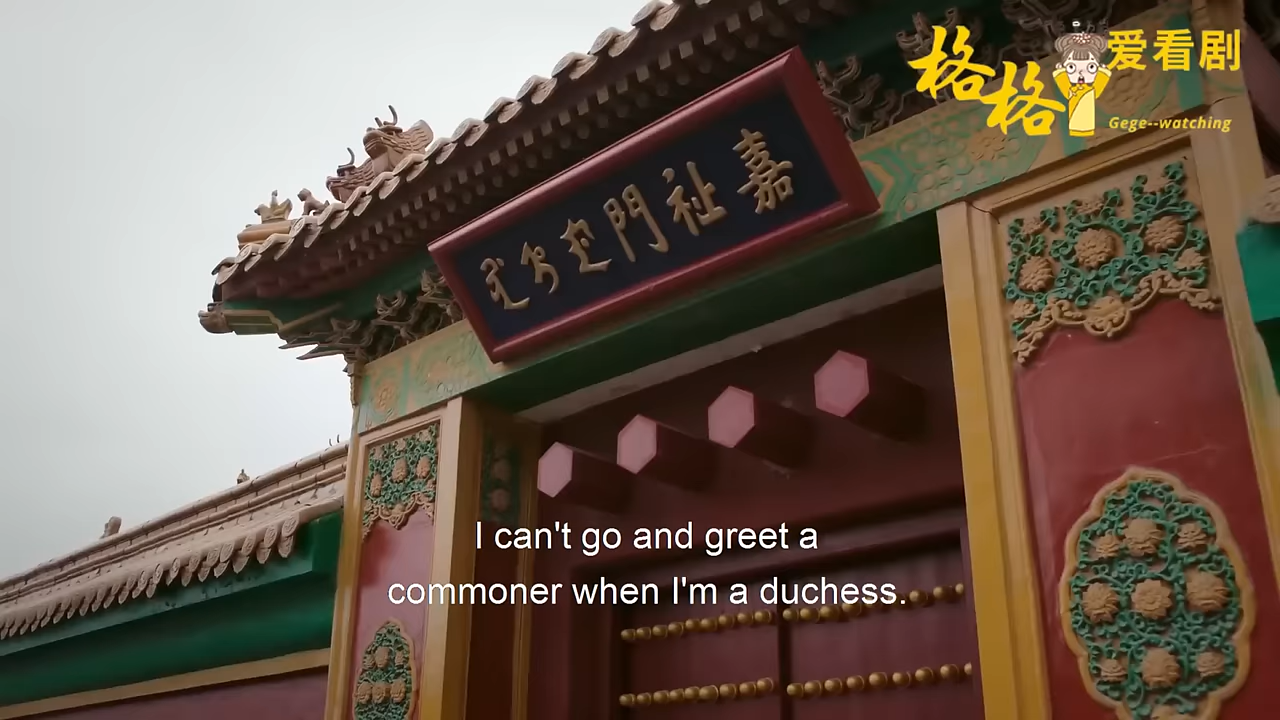 格格爱看剧
Gege--watching
嘉祉門
I can't go and greet a
commoner when I'm a duchess.